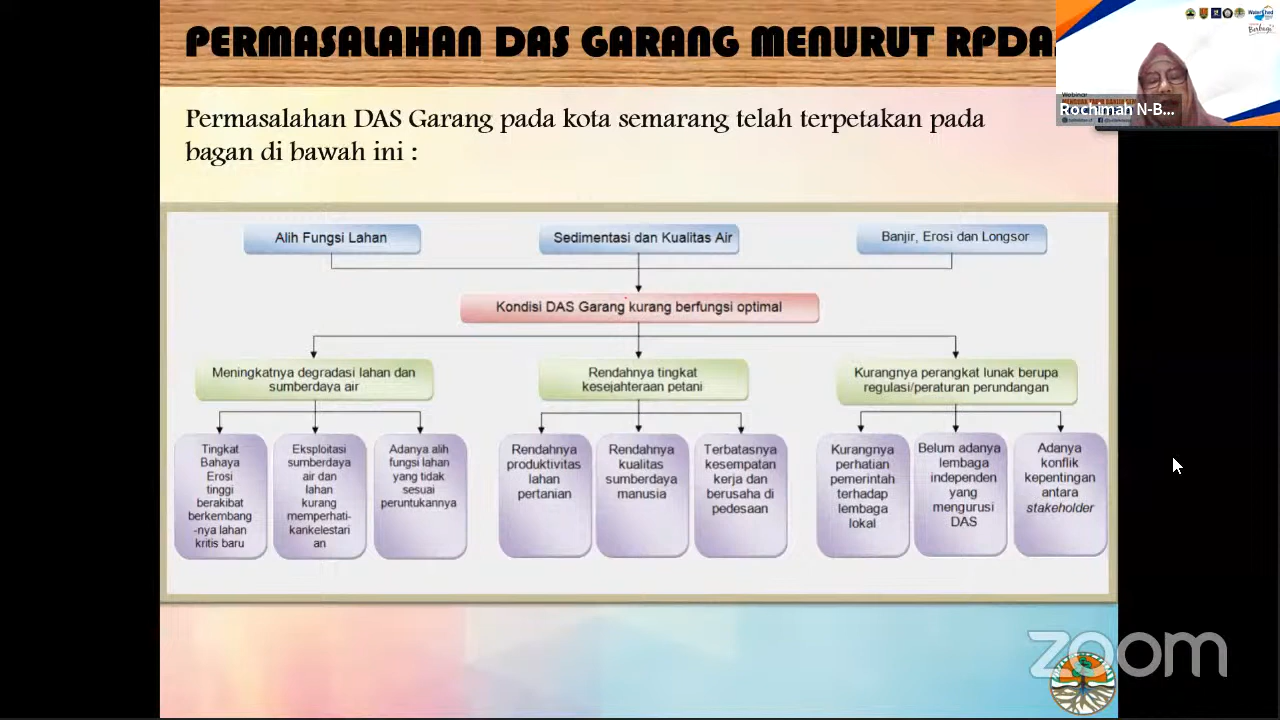 PERMASALAHAN DAS GARANG MENURUT RPDAS
Permasalahan DAS Garang pada kota semarang telah terpetakan pada
bagan di bawah ini :
Webinar
Rochimah N-B...
Alih Fungsi Lahan
Sedimentasi dan Kualitas Air
Banjir, Erosi dan Longsor
Kondisi DAS Garang kurang berfungsi optimal
Meningkatnya degradasi lahan dan
sumberdaya air
Rendahnya tingkat
kesejahteraan petani
Kurangnya perangkat lunak berupa
regulasi/peraturan perundangan
Tingkat
Bahaya
Erosi
tinggi
berakibat
berkembang
-nya lahan
kritis baru
Eksploitasi
sumberdaya
air dan
lahan
kurang
memperhati-
kankelestari
an
Adanya alih
fungsi lahan
yang tidak
sesuai
peruntukannya
Rendahnya
produktivitas
lahan
pertanian
Rendahnya
kualitas
sumberdaya
manusia
Terbatasnya
kesempatan
kerja dan
berusaha di
pedesaan
Kurangnya
perhatian
pemerintah
terhadap
lembaga
lokal
Belum adanya
lembaga
independen
yang
mengurusi
DAS
Adanya
konflik
kepentingan
antara
stakeholder
zoom